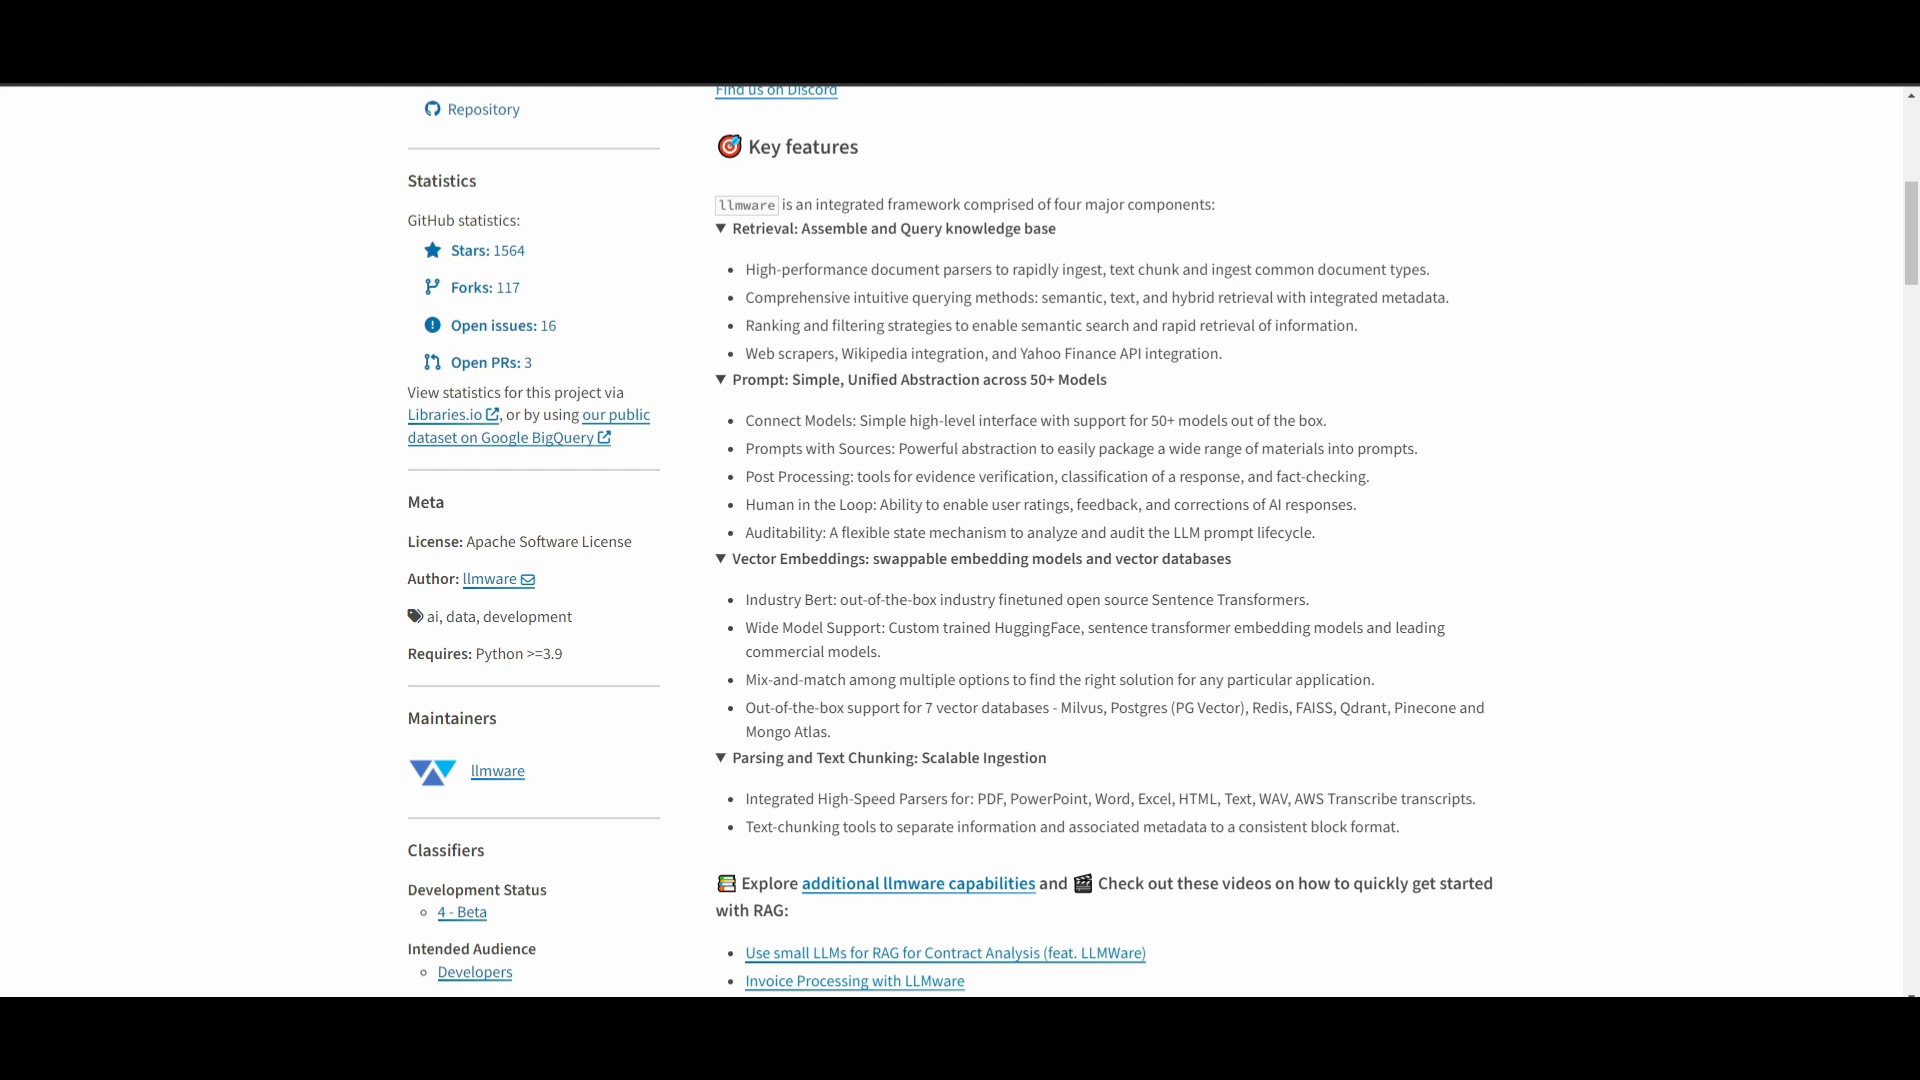 Repository
Statistics
GitHub statistics:
Stars: 1564
Forks: 117
Open issues: 16
Open PRs: 3
View statistics for this project via
Libraries.io, or by using our public
dataset on Google BigQuery
Meta
License: Apache Software License
Author: llmware
ai, data, development
Requires: Python >=3.9
Maintainers
llmware
Classifiers
Development Status
4 - Beta
Intended Audience
Developers
Find us on Discord
Key features
llmware is an integrated framework comprised of four major components:
Retrieval: Assemble and Query knowledge base
High-performance document parsers to rapidly ingest, text chunk and ingest common document types.
Comprehensive intuitive querying methods: semantic, text, and hybrid retrieval with integrated metadata.
Ranking and filtering strategies to enable semantic search and rapid retrieval of information.
Web scrapers, Wikipedia integration, and Yahoo Finance API integration.
Prompt: Simple, Unified Abstraction across 50+ Models
Connect Models: Simple high-level interface with support for 50+ models out of the box.
Prompts with Sources: Powerful abstraction to easily package a wide range of materials into prompts.
Post Processing: tools for evidence verification, classification of a response, and fact-checking.
Human in the Loop: Ability to enable user ratings, feedback, and corrections of AI responses.
Auditability: A flexible state mechanism to analyze and audit the LLM prompt lifecycle.
Vector Embeddings: swappable embedding models and vector databases
Industry Bert: out-of-the-box industry finetuned open source Sentence Transformers.
Wide Model Support: Custom trained HuggingFace, sentence transformer embedding models and leading
commercial models.
Mix-and-match among multiple options to find the right solution for any particular application.
Out-of-the-box support for 7 vector databases - Milvus, Postgres (PG Vector), Redis, FAISS, Qdrant, Pinecone and
Mongo Atlas.
Parsing and Text Chunking: Scalable Ingestion
Integrated High-Speed Parsers for: PDF, PowerPoint, Word, Excel, HTML, Text, WAV, AWS Transcribe transcripts.
Text-chunking tools to separate information and associated metadata to a consistent block format.
Explore additional llmware capabilities and Check out these videos on how to quickly get started
with RAG:
Use small LLMs for RAG for Contract Analysis (feat. LLMWare)
Invoice Processing with LLMware